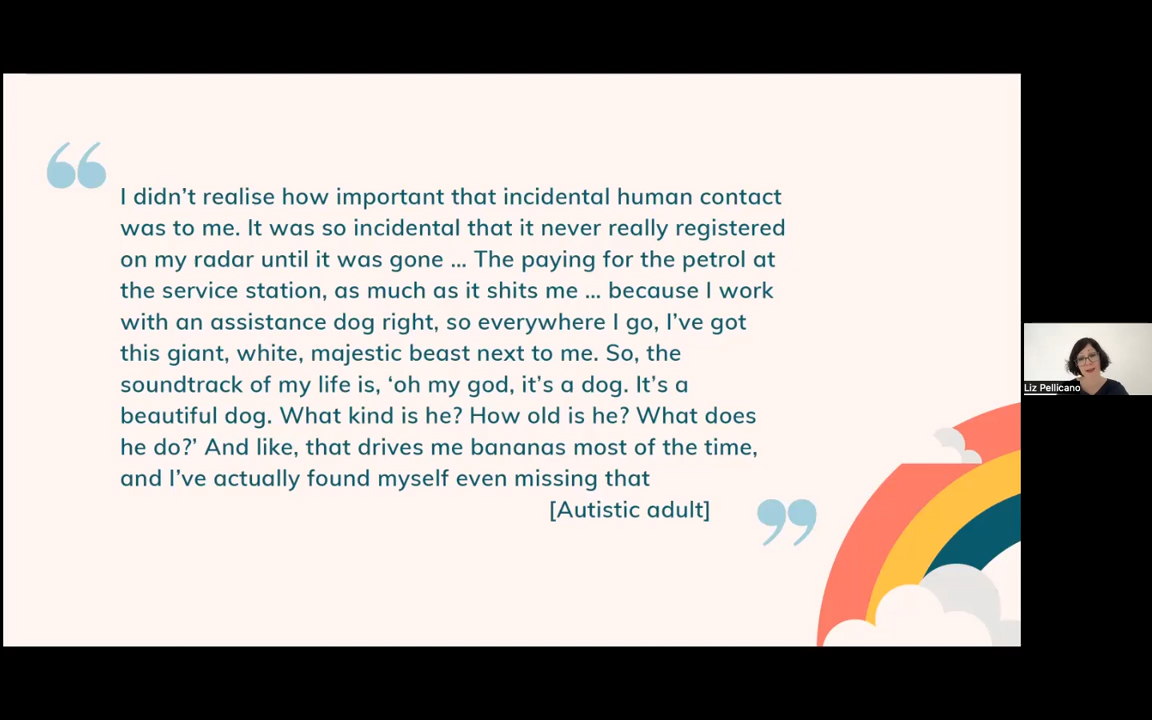 I didn’t realise how important that incidental human contact
was to me. It was so incidental that it never really registered
on my radar until it was gone ... The paying for the petrol at
the service station, as much as it shits me ... because I work
with an assistance dog right, so everywhere I go, I’ve got
this giant, white, majestic beast next to me. So, the
soundtrack of my life is, ‘oh my god, it’s a dog. It’s a
beautiful dog. What kind is he? How old is he? What does
he do?’ And like, that drives me bananas most of the time,
and I’ve actually found myself even missing that
[Autistic adult]
Liz Pellicano